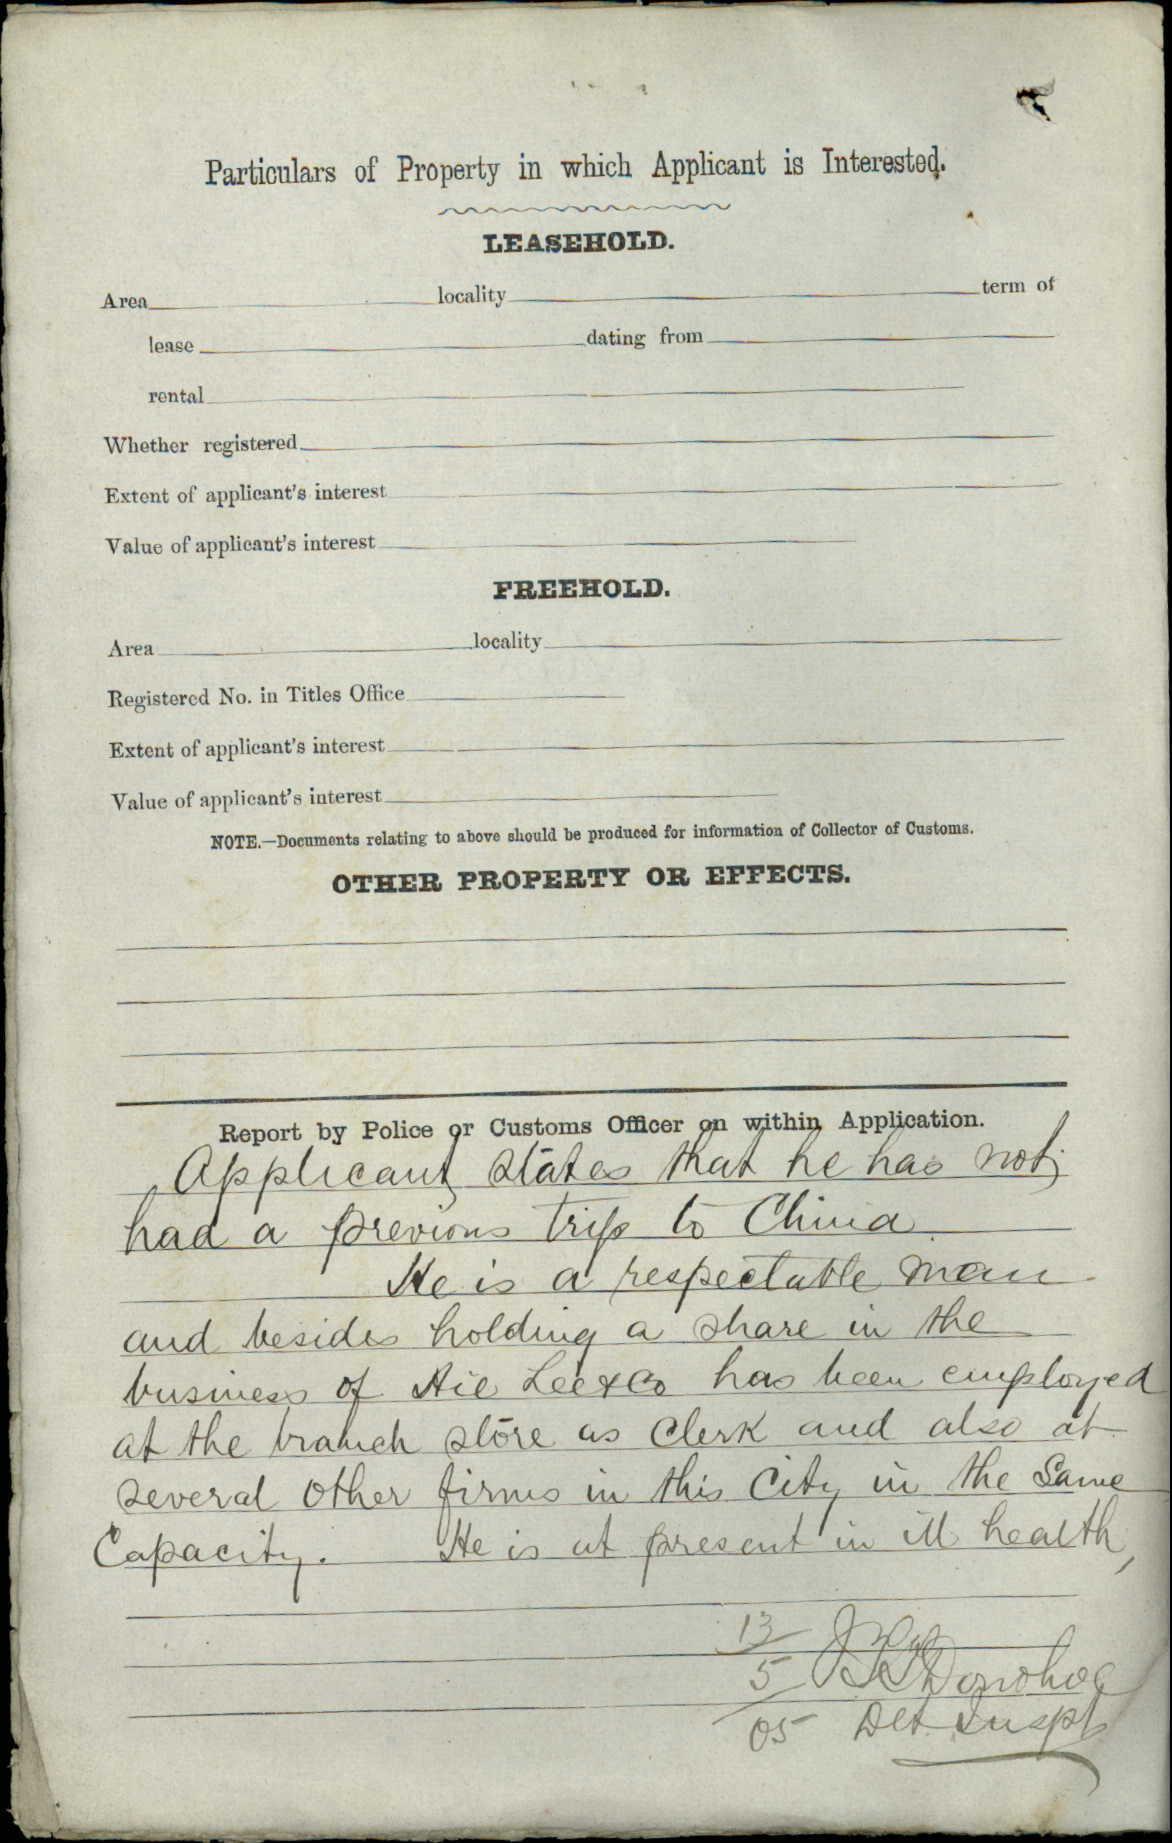 Particulars of Property in which Applicant is Interested.
LEASEHOLD.
Area locality term of
lease dating from
rental
Whether registered
Extent of applicant's interest
Value of applicant's interest
FREEHOLD.
Area locality
Registered No. in Titles Office
Extent of applicant's interest
Value of applicant's interest
NOTE.—Documents relating to above should be produced for information of Collector of Customs.
OTHER PROPERTY OR EFFECTS.
Report by Police or Customs Officer on within Application.
Applicant states that he has not
had a previous trip to China
He is a respectable man
and besides holding a share in the
business of Hie Lee & Co has been employed
at the branch store as Clerk and also at
several other firms in this City in the Same
Capacity. He is at present in ill health,
13
5 Donohoe
05 Det Inspt